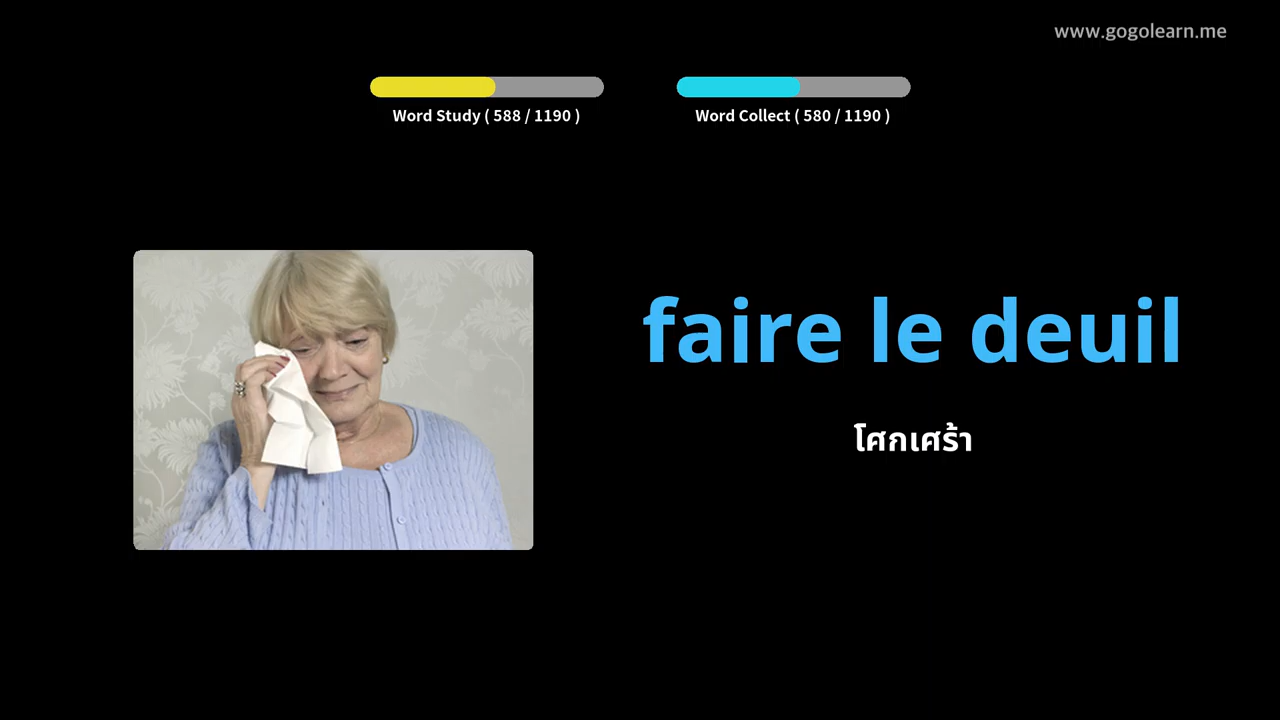 www.gogolearn.me
Word Study ( 588 / 1190 )
Word Collect ( 580 / 1190 )
faire le deuil
โศกเศร้า